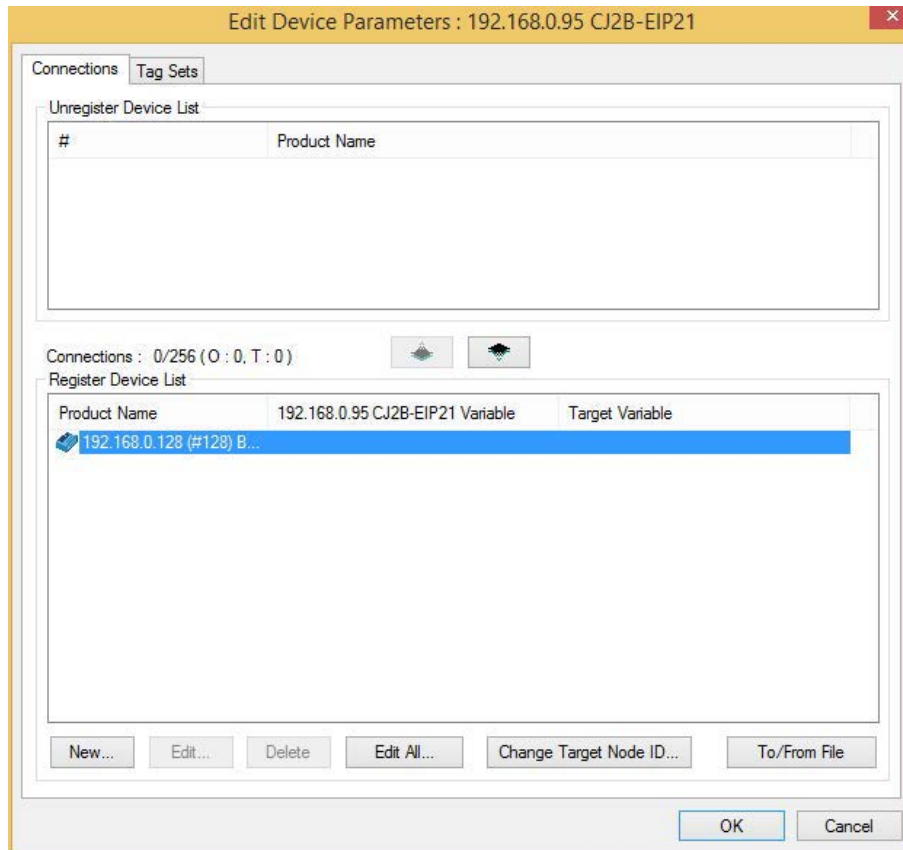 Edit Device Parameters : 192.168.0.95 CJ2B-EIP21
Connections Tag Sets
Unregister Device List
# Product Name
Connections : 0/256 ( O : 0, T : 0 )
Register Device List
Product Name 192.168.0.95 CJ2B-EIP21 Variable Target Variable
192.168.0.128 (#128) B...
New... Edit... Delete Edit All... Change Target Node ID... To/From File
OK Cancel